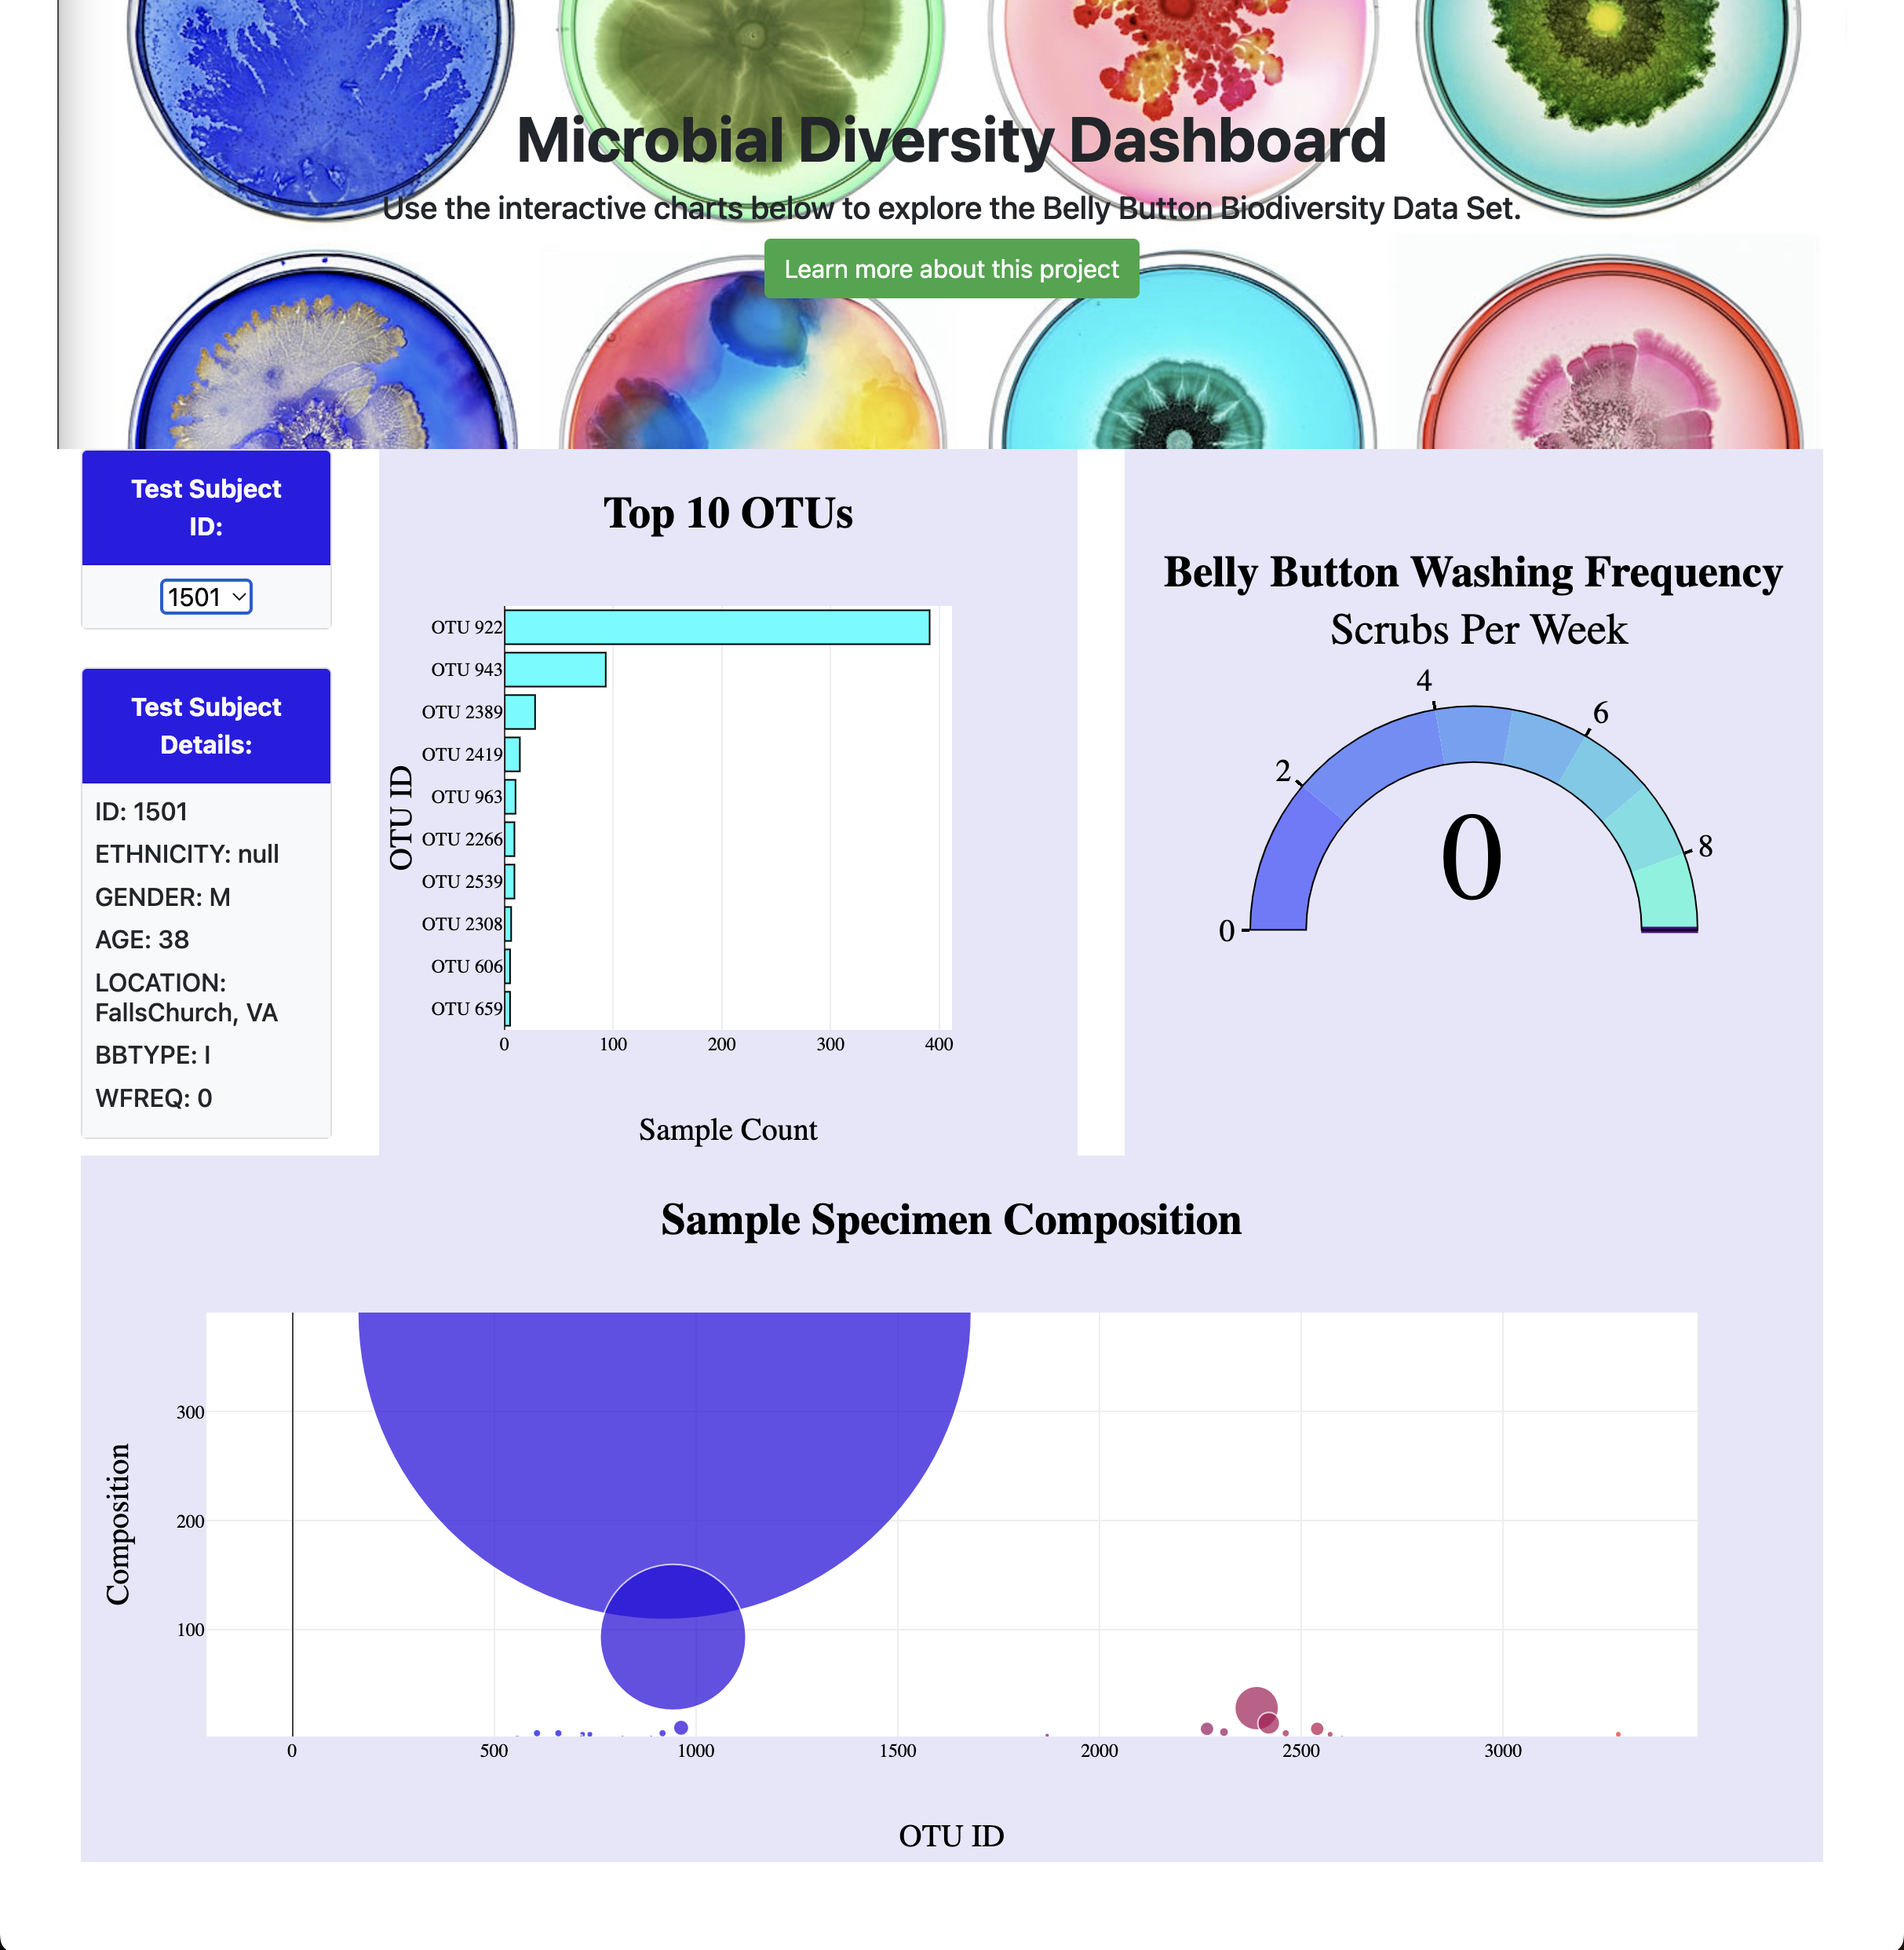 Microbial Diversity Dashboard
Use the interactive charts below to explore the Belly Button Biodiversity Data Set.
Learn more about this project
Test Subject
ID:
1501
Test Subject
Details:
ID: 1501
ETHNICITY: null
GENDER: M
AGE: 38
LOCATION:
FallsChurch, VA
BBTYPE: I
WFREQ: 0
Top 10 OTUs
OTU ID
OTU 922
OTU 943
OTU 2389
OTU 2419
OTU 963
OTU 2266
OTU 2539
OTU 2308
OTU 606
OTU 659
0 100 200 300 400
Sample Count
Belly Button Washing Frequency
Scrubs Per Week
0
2
4
6
8
0
Sample Specimen Composition
Composition
300
200
100
0 500 1000 1500 2000 2500 3000
OTU ID